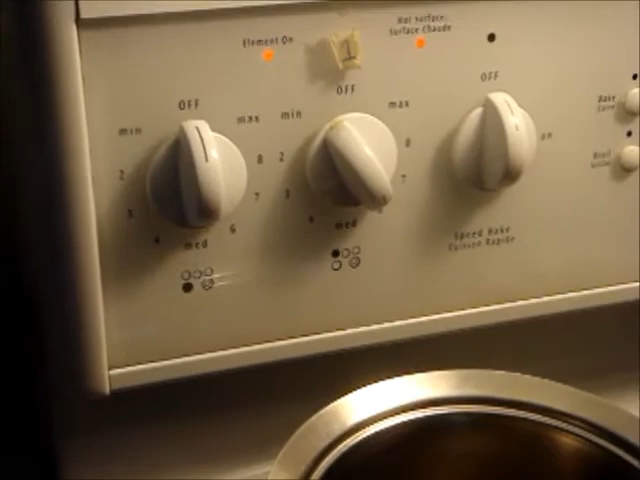 Element On
1
Hot Surface
Surface Chaude
OFF
min
max
2
8
3
7
4
6
med
OFF
min
max
2
8
3
7
4
med
OFF
on
Speed Bake
Cuisson Rapide
Bake
Broil